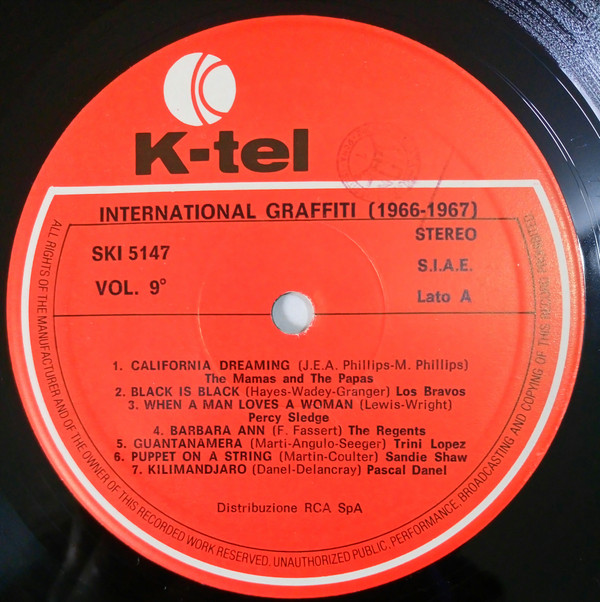 K-tel
INTERNATIONAL GRAFFITI (1966-1967)
SKI 5147
STEREO
S.I.A.E.
VOL. 9°
Lato A
1. CALIFORNIA DREAMING (J.E.A. Phillips-M. Phillips)
The Mamas and The Papas
2. BLACK IS BLACK (Hayes-Wadey-Granger) Los Bravos
3. WHEN A MAN LOVES A WOMAN (Lewis-Wright)
Percy Sledge
4. BARBARA ANN (F. Fassert) The Regents
5. GUANTANAMERA (Marti-Angulo-Seeger) Trini Lopez
6. PUPPET ON A STRING (Martin-Coulter) Sandie Shaw
7. KILIMANDJARO (Danel-Delancray) Pascal Danel
Distribuzione RCA SpA
ALL RIGHTS OF THE MANUFACTURER AND OF THE OWNER OF THIS RECORDED WORK RESERVED. UNAUTHORIZED PUBLIC, PERFORMANCE, BROADCASTING AND COPYING OF THIS RECORD PROHIBITED.